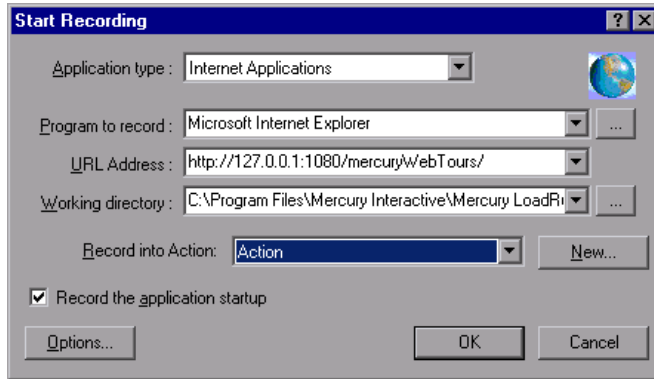 Start Recording
Application type : Internet Applications
Program to record : Microsoft Internet Explorer ...
URL Address : http://127.0.0.1:1080/mercuryWebTours/
Working directory : C:\Program Files\Mercury Interactive\Mercury LoadRu ...
Record into Action: Action New...
Record the application startup
Options... OK Cancel